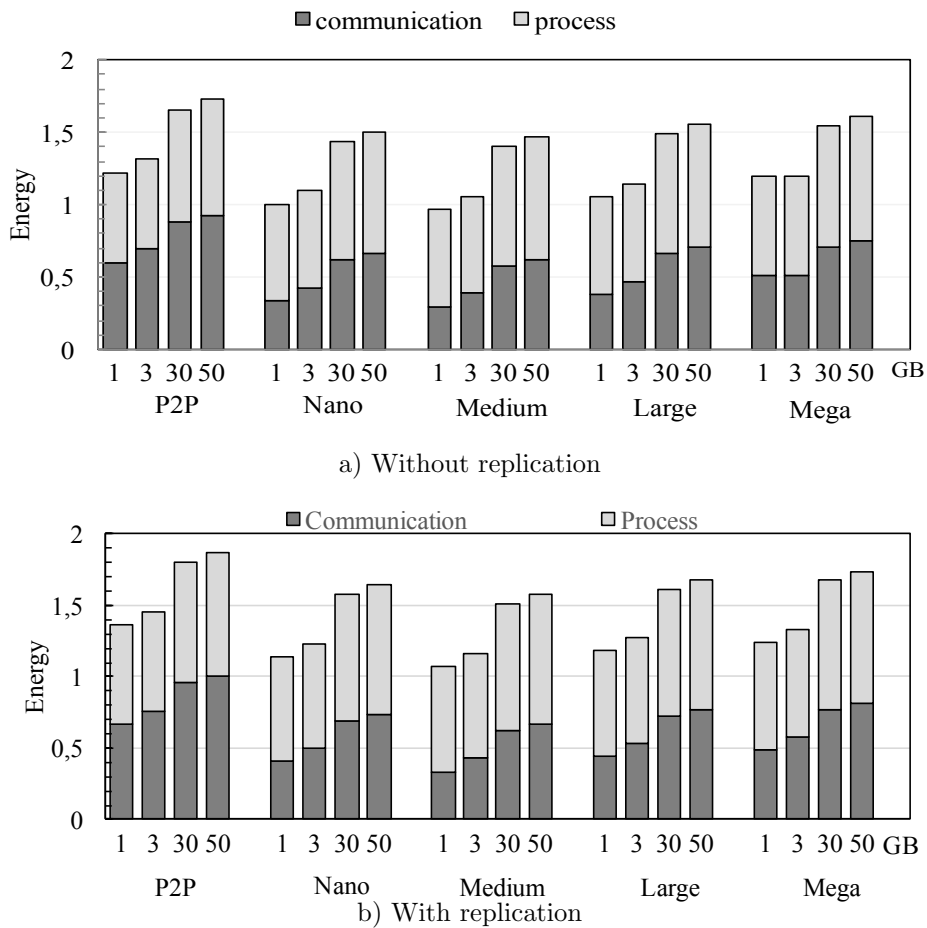 communication process
2
1,5
1
0,5
0
Energy
1 3 30 50 1 3 30 50 1 3 30 50 1 3 30 50 1 3 30 50 GB
P2P Nano Medium Large Mega
a) Without replication
Communication Process
2
1,5
1
0,5
0
Energy
1 3 30 50 1 3 30 50 1 3 30 50 1 3 30 50 1 3 30 50 GB
P2P Nano Medium Large Mega
b) With replication